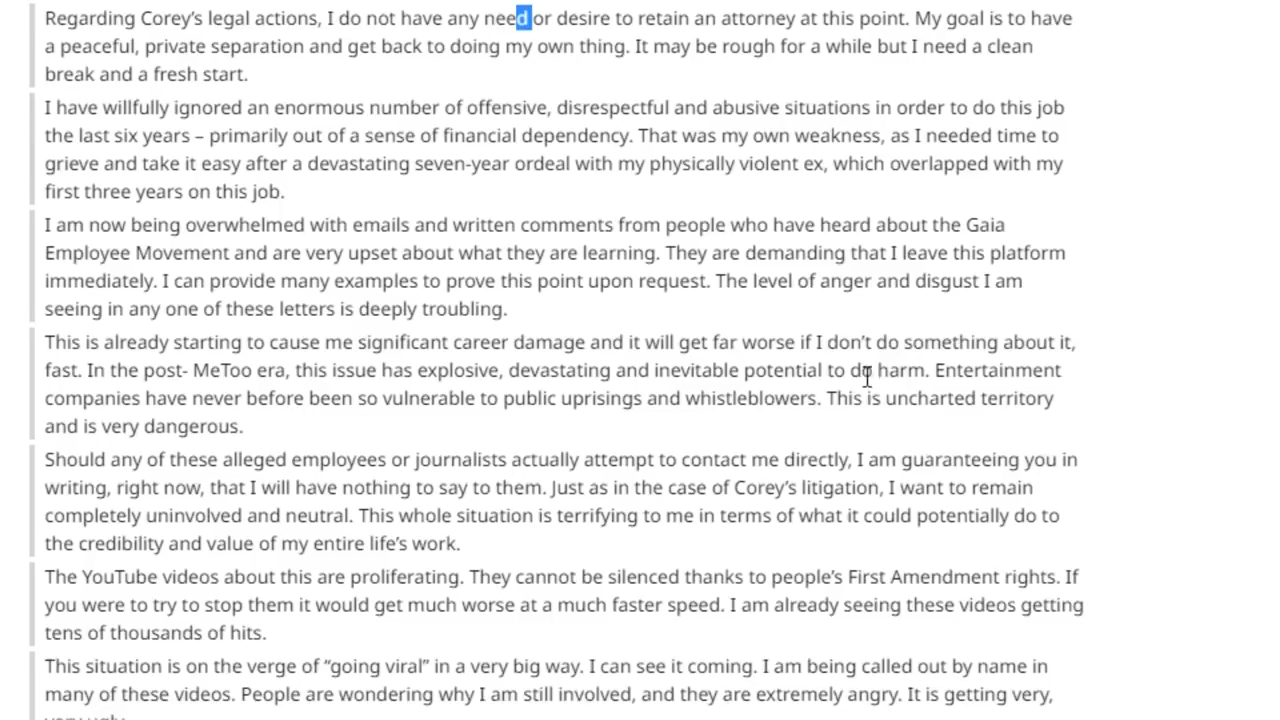 Regarding Corey’s legal actions, I do not have any need or desire to retain an attorney at this point. My goal is to have
a peaceful, private separation and get back to doing my own thing. It may be rough for a while but I need a clean
break and a fresh start.
I have willfully ignored an enormous number of offensive, disrespectful and abusive situations in order to do this job
the last six years – primarily out of a sense of financial dependency. That was my own weakness, as I needed time to
grieve and take it easy after a devastating seven-year ordeal with my physically violent ex, which overlapped with my
first three years on this job.
I am now being overwhelmed with emails and written comments from people who have heard about the Gaia
Employee Movement and are very upset about what they are learning. They are demanding that I leave this platform
immediately. I can provide many examples to prove this point upon request. The level of anger and disgust I am
seeing in any one of these letters is deeply troubling.
This is already starting to cause me significant career damage and it will get far worse if I don’t do something about it,
fast. In the post- MeToo era, this issue has explosive, devastating and inevitable potential to do harm. Entertainment
companies have never before been so vulnerable to public uprisings and whistleblowers. This is uncharted territory
and is very dangerous.
Should any of these alleged employees or journalists actually attempt to contact me directly, I am guaranteeing you in
writing, right now, that I will have nothing to say to them. Just as in the case of Corey’s litigation, I want to remain
completely uninvolved and neutral. This whole situation is terrifying to me in terms of what it could potentially do to
the credibility and value of my entire life’s work.
The YouTube videos about this are proliferating. They cannot be silenced thanks to people’s First Amendment rights. If
you were to try to stop them it would get much worse at a much faster speed. I am already seeing these videos getting
tens of thousands of hits.
This situation is on the verge of “going viral” in a very big way. I can see it coming. I am being called out by name in
many of these videos. People are wondering why I am still involved, and they are extremely angry. It is getting very,
very ugly.